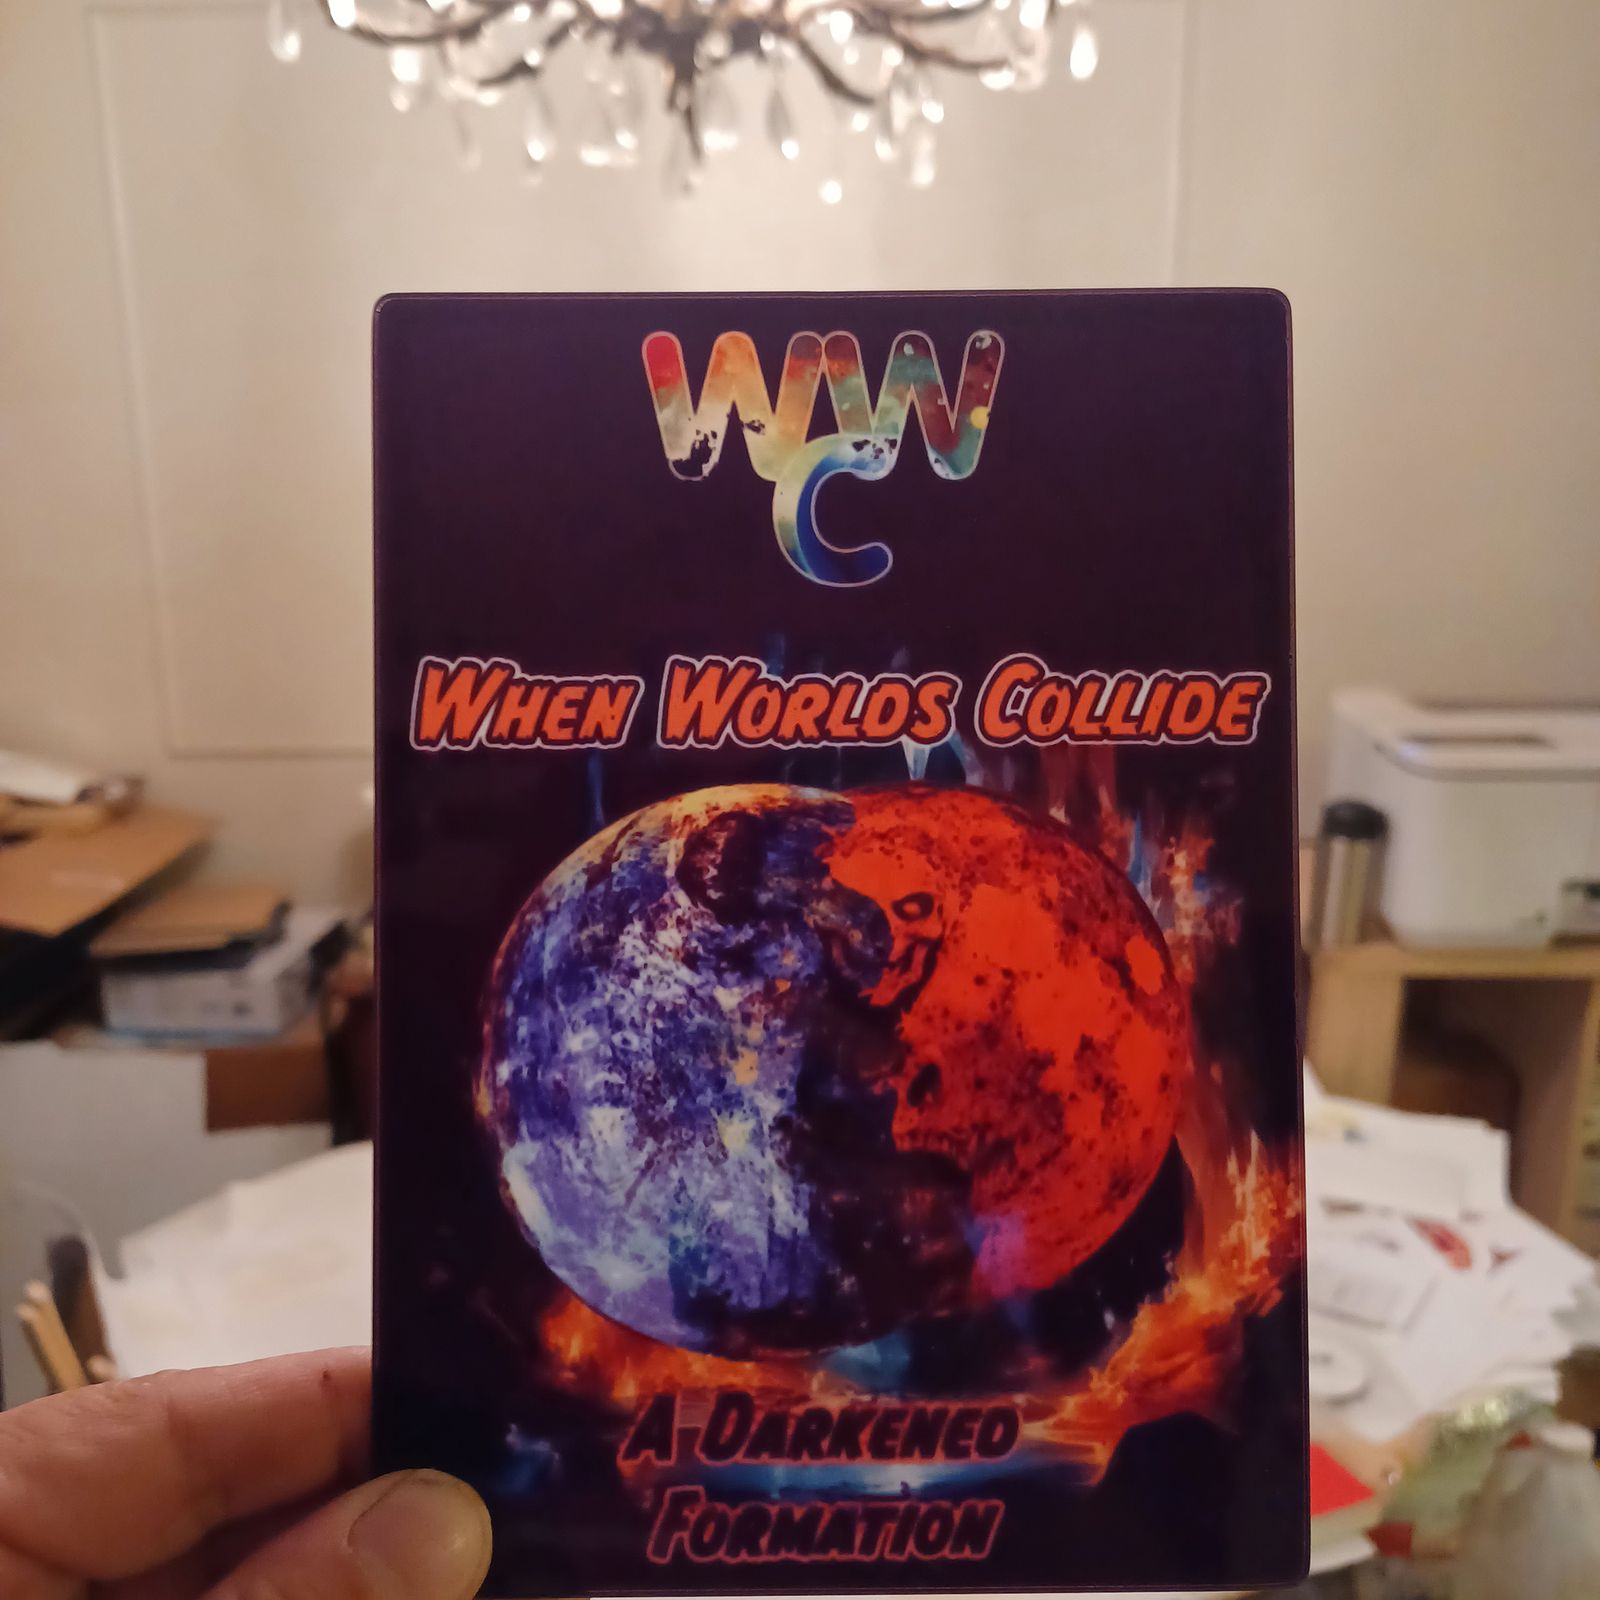 WWC
When Worlds Collide
A Darkened
Formation